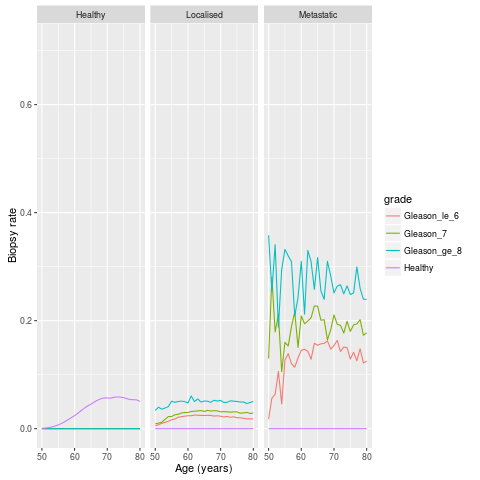 Healthy Localised Metastatic
0.6
0.4
0.2
0.0
Biopsy rate
50 60 70 80 50 60 70 80 50 60 70 80
Age (years)
grade
Gleason_le_6
Gleason_7
Gleason_ge_8
Healthy